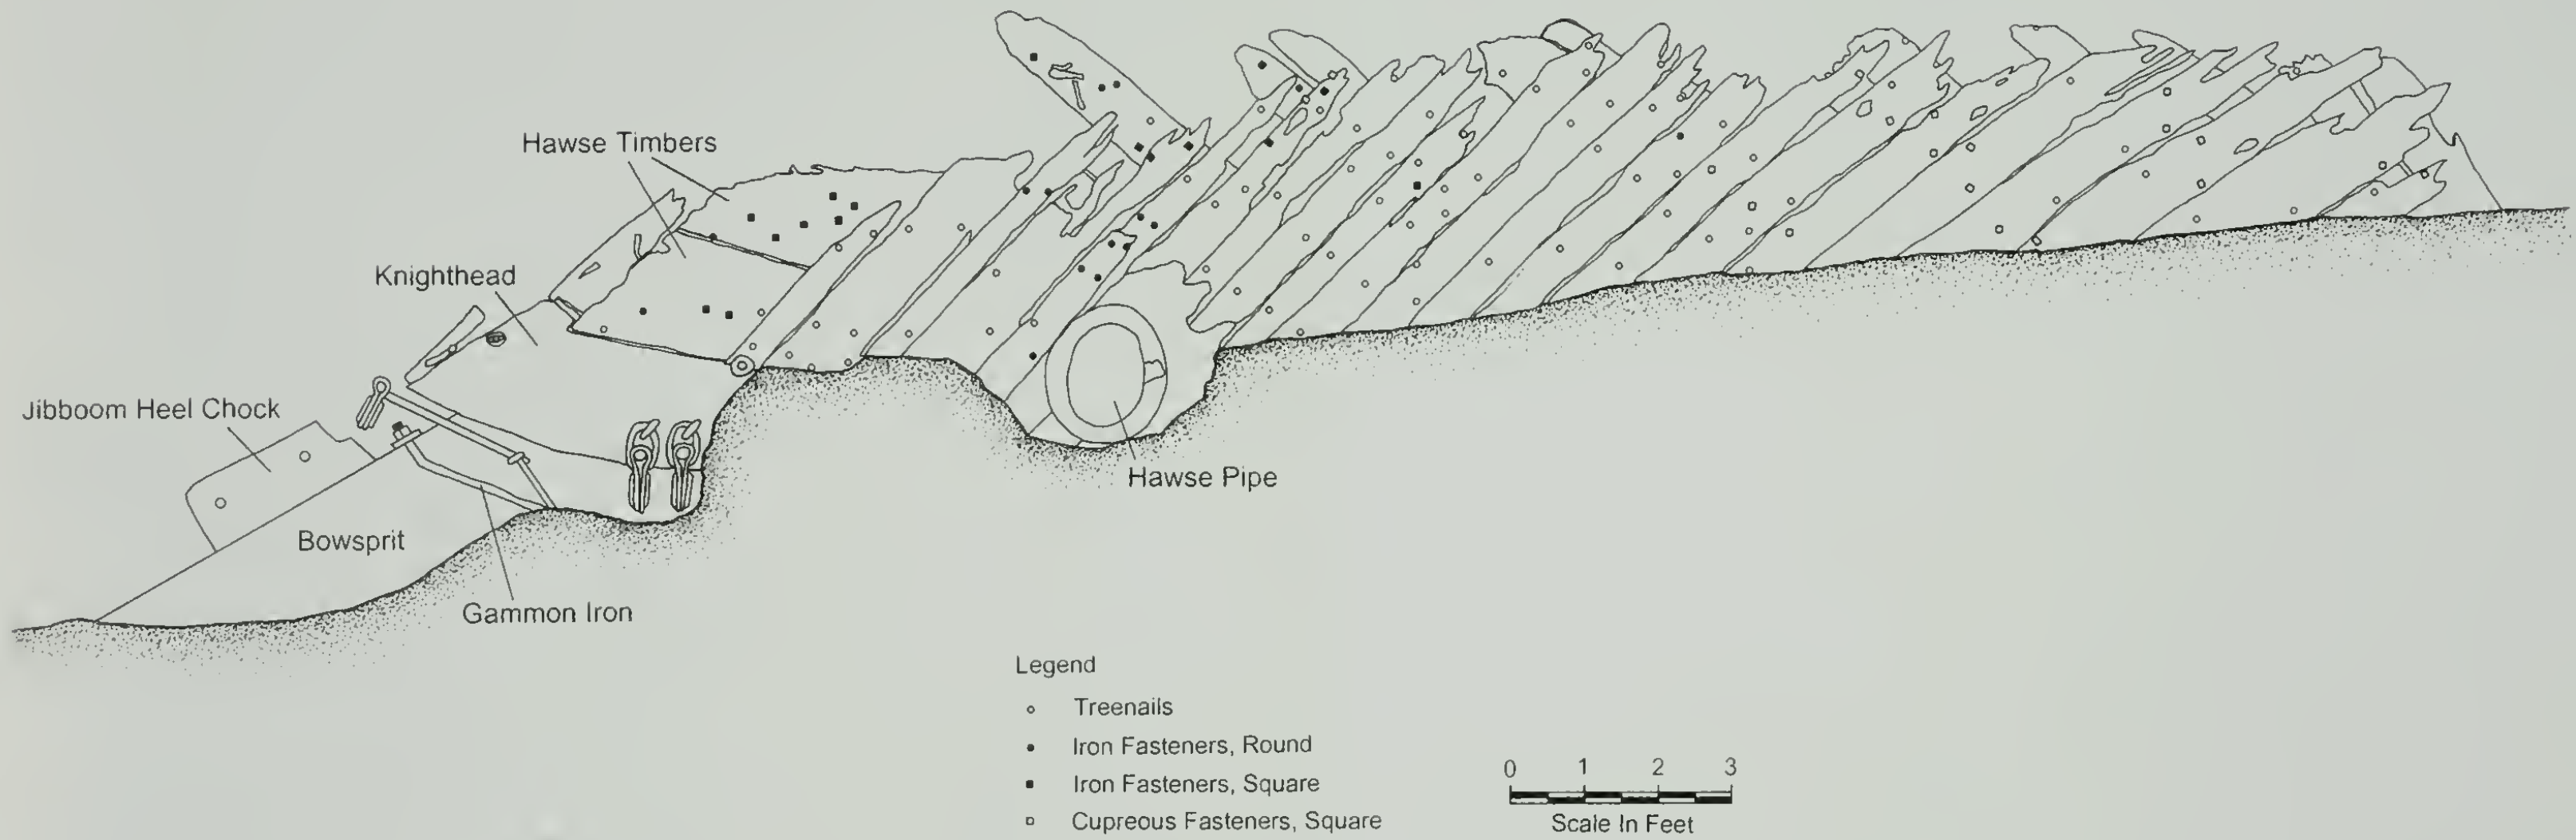 Hawse Timbers
Knighthead
Jibboom Heel Chock
Hawse Pipe
Bowsprit
Gammon Iron
Legend
Treenails
Iron Fasteners, Round
Iron Fasteners, Square
Cupreous Fasteners, Square
0 1 2 3
Scale In Feet